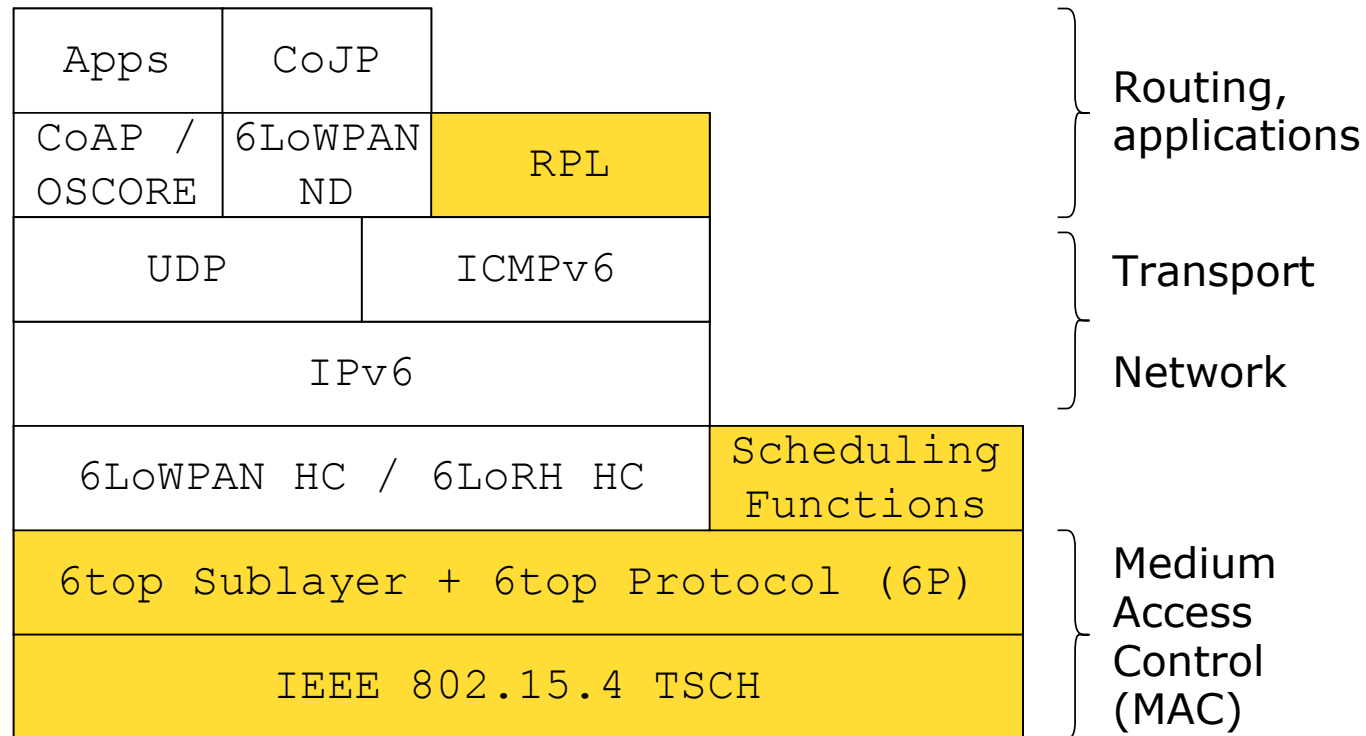 Apps
CoJP
CoAP /
OSCORE
6LoWPAN
ND
RPL
Routing,
applications
UDP
ICMPv6
Transport
IPv6
Network
6LoWPAN HC / 6LoRH HC
Scheduling
Functions
6top Sublayer + 6top Protocol (6P)
IEEE 802.15.4 TSCH
Medium
Access
Control
(MAC)